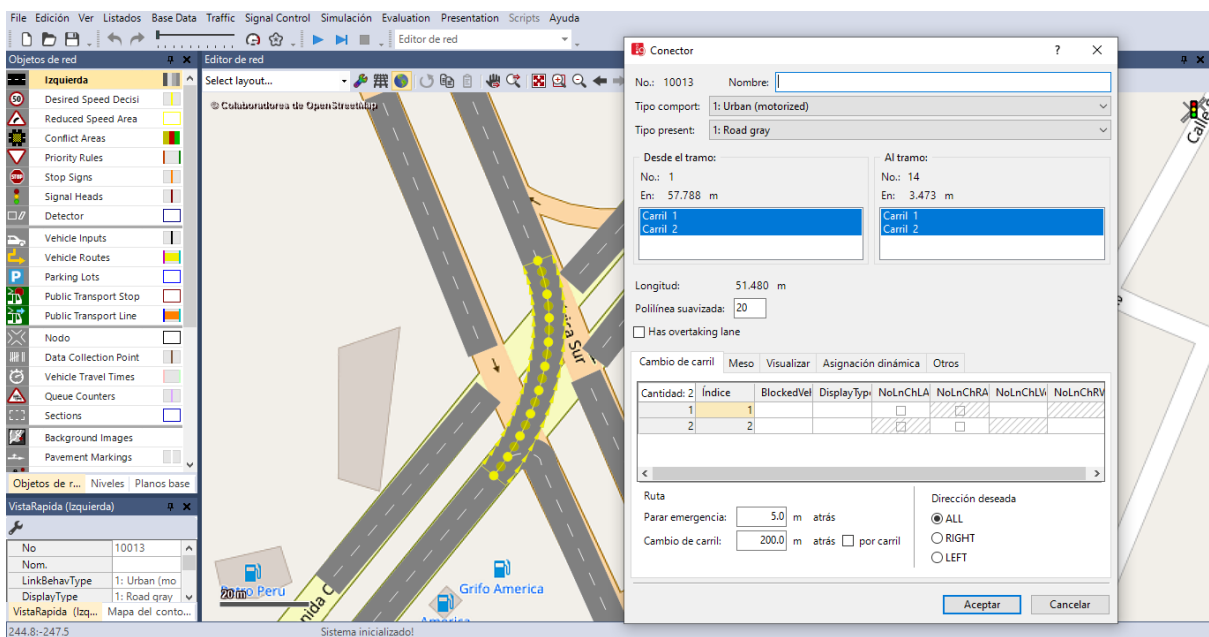 File Edición Ver Listados Base Data Traffic Signal Control Simulación Evaluation Presentation Scripts Ayuda
Editor de red
Objetos de red
Izquierda
Desired Speed Decisi
Reduced Speed Area
Conflict Areas
Priority Rules
Stop Signs
Signal Heads
Detector
Vehicle Inputs
Vehicle Routes
Parking Lots
Public Transport Stop
Public Transport Line
Nodo
Data Collection Point
Vehicle Travel Times
Queue Counters
Sections
Background Images
Pavement Markings
Objetos de r... Niveles Planos base
VistaRapida (Izquierda)
No 10013
Nom.
LinkBehavType 1: Urban (mo
DisplayType 1: Road gray
VistaRapida (Izq... Mapa del conto...
244.8:-247.5 Sistema inicializado!
Editor de red
Select layout...
© Colaboradores de OpenStreetMap
Sur
20 m
Peru
Grifo America
America
Calle
Conector ? ×
No.: 10013 Nombre:
Tipo comport: 1: Urban (motorized)
Tipo present: 1: Road gray
Desde el tramo:
No.: 1
En: 57.788 m
Carril 1
Carril 2
Al tramo:
No.: 14
En: 3.473 m
Carril 1
Carril 2
Longitud: 51.480 m
Polilínea suavizada: 20
Has overtaking lane
Cambio de carril Meso Visualizar Asignación dinámica Otros
Cantidad: 2 Índice BlockedVel DisplayType NoLnChLA NoLnChRA NoLnChLV NoLnChRV
1 1
2 2
Ruta
Parar emergencia: 5.0 m atrás
Cambio de carril: 200.0 m atrás por carril
Dirección deseada
ALL
RIGHT
LEFT
Aceptar Cancelar